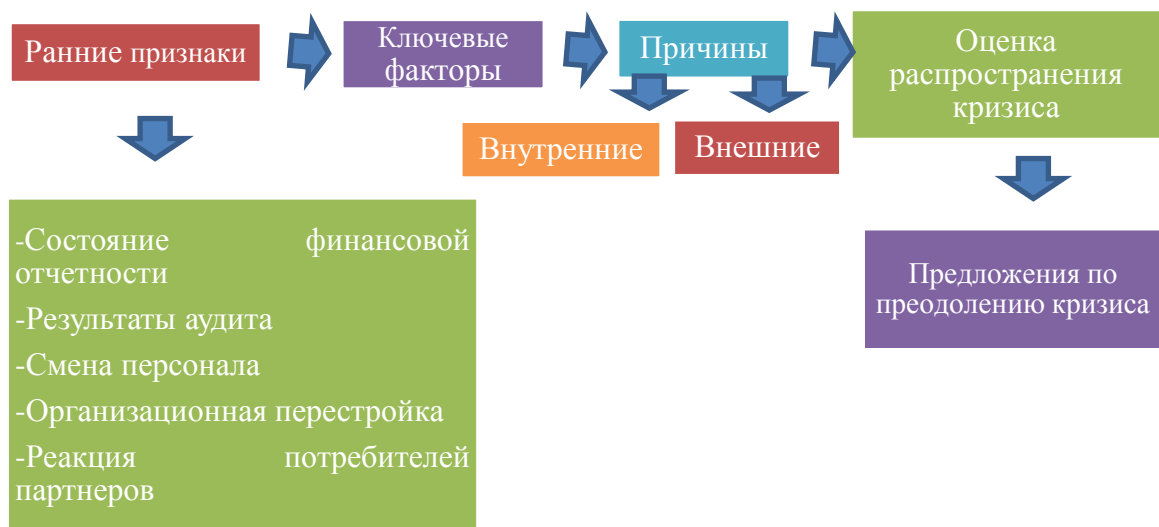 Ранние признаки
Ключевые
факторы
Причины
Оценка
распространения
кризиса
Внутренние
Внешние
-Состояние финансовой
отчетности
-Результаты аудита
-Смена персонала
-Организационная перестройка
-Реакция потребителей
партнеров
Предложения по
преодолению кризиса